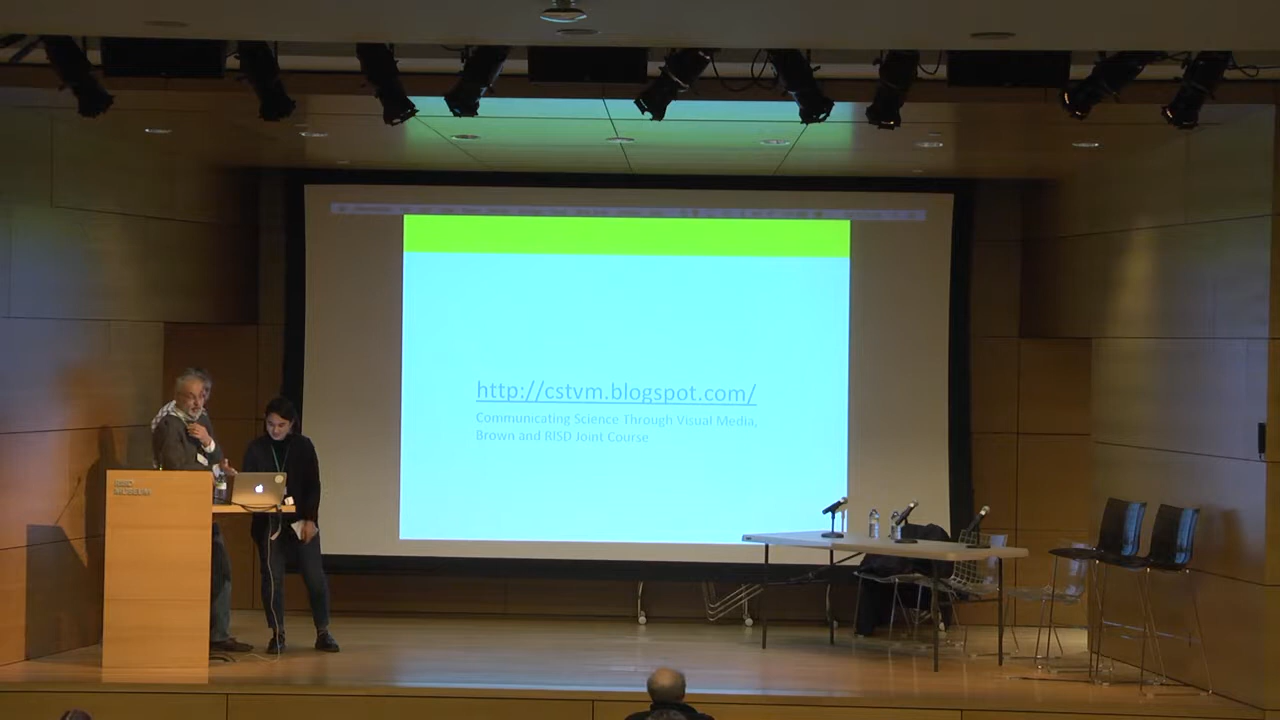 http://cstvm.blogspot.com/
Communicating Science Through Visual Media,
Brown and RISD Joint Course
RISD
MUSEUM